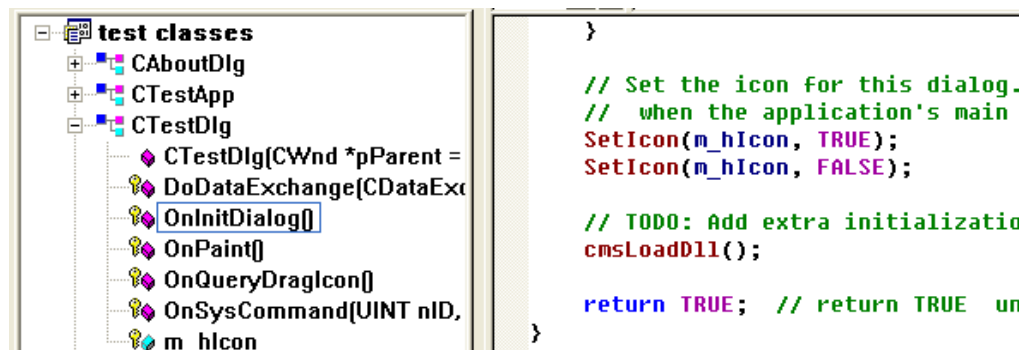 test classes
CAboutDlg
CTestApp
CTestDlg
CTestDlg(CWnd *pParent =
DoDataExchange(CDataExc
OnInitDialog()
OnPaint()
OnQueryDragIcon()
OnSysCommand(UINT nID,
m_hIcon
}
// Set the icon for this dialog.
//  when the application's main
SetIcon(m_hIcon, TRUE);
SetIcon(m_hIcon, FALSE);
// TODO: Add extra initializatio
cmsLoadDll();
return TRUE;  // return TRUE  un
}